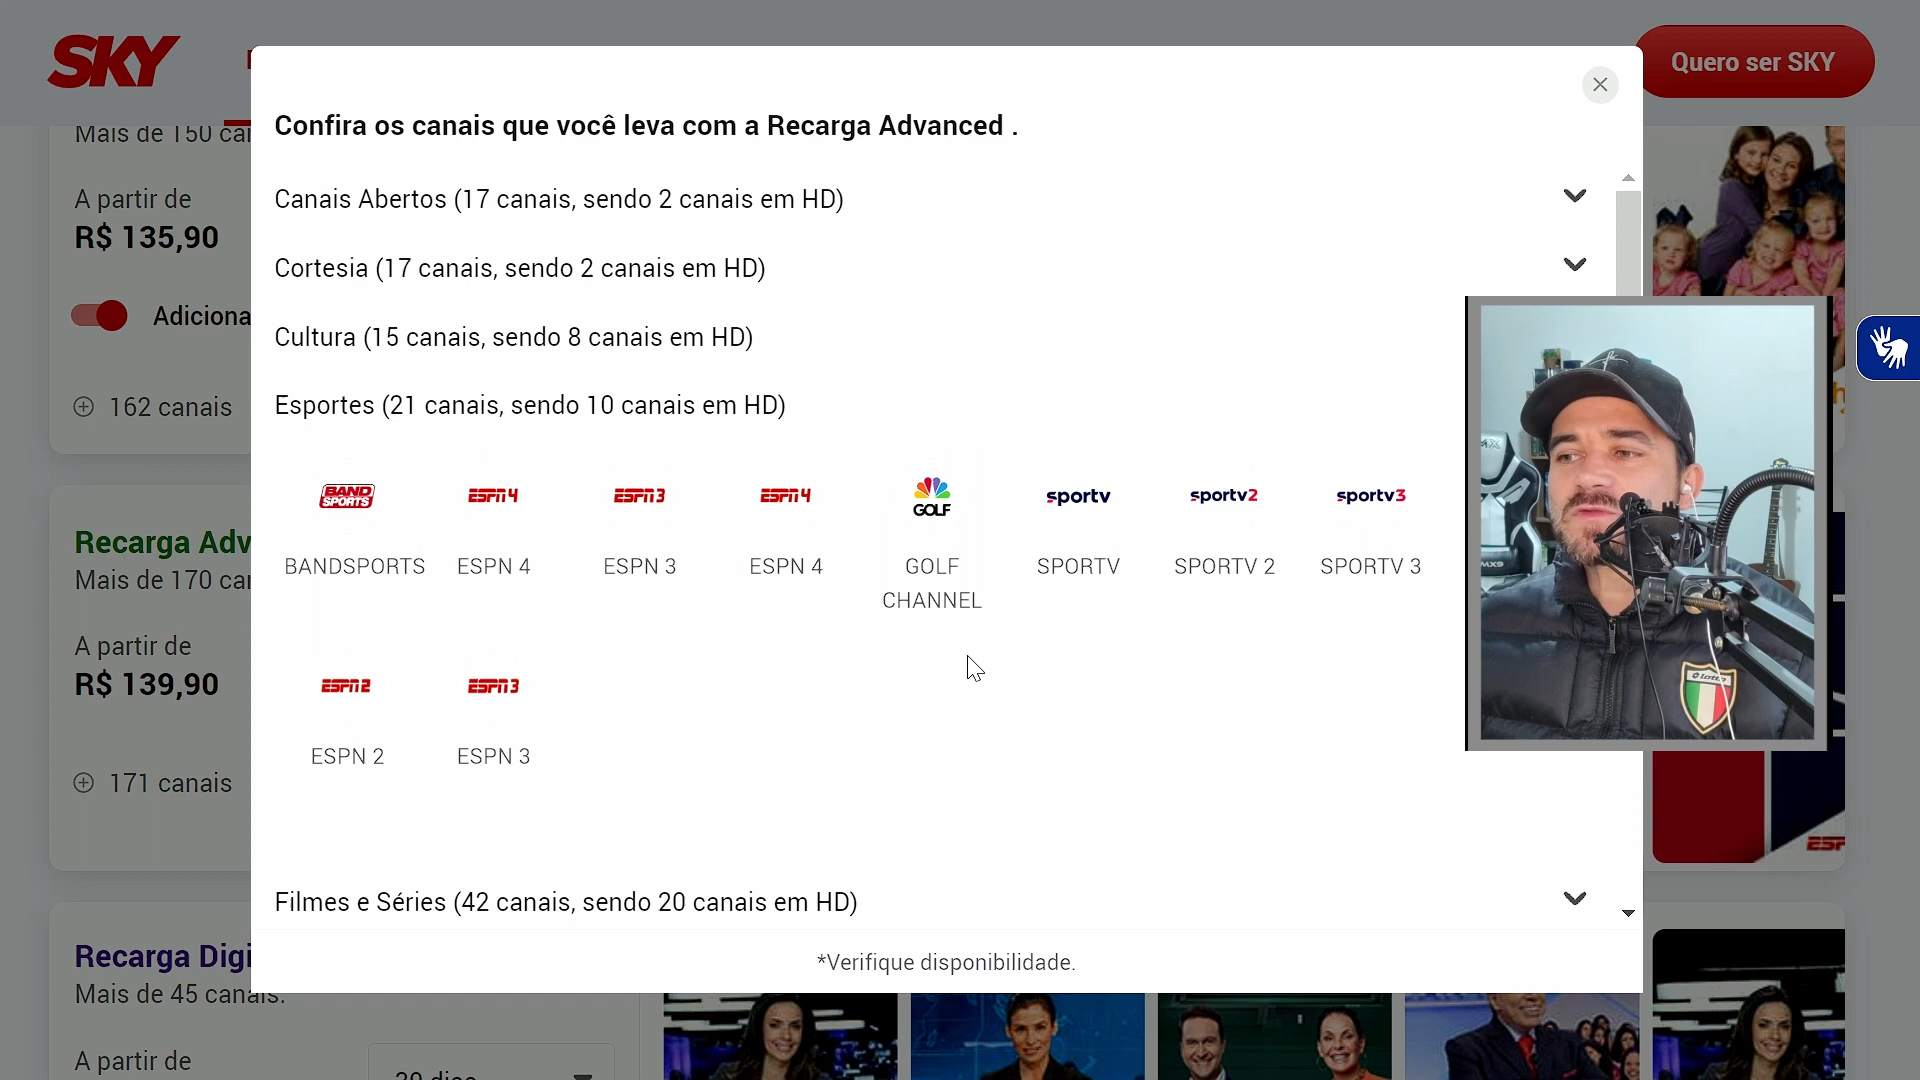 SKY
Quero ser SKY
Mais de 150 car
A partir de
R$ 135,90
Adiciona
162 canais
Recarga Adv
Mais de 170 car
A partir de
R$ 139,90
171 canais
Recarga Digi
Mais de 45 canais.
A partir de
30 dias
Confira os canais que você leva com a Recarga Advanced .
Canais Abertos (17 canais, sendo 2 canais em HD)
Cortesia (17 canais, sendo 2 canais em HD)
Cultura (15 canais, sendo 8 canais em HD)
Esportes (21 canais, sendo 10 canais em HD)
BAND SPORTS ESPN 4 ESPN 3 ESPN 4 GOLF sportv sportv2 sportv3
BANDSPORTS ESPN 4 ESPN 3 ESPN 4 GOLF CHANNEL SPORTV SPORTV 2 SPORTV 3
ESPN 2 ESPN 3
ESPN 2 ESPN 3
Filmes e Séries (42 canais, sendo 20 canais em HD)
*Verifique disponibilidade.
MX9
lotto